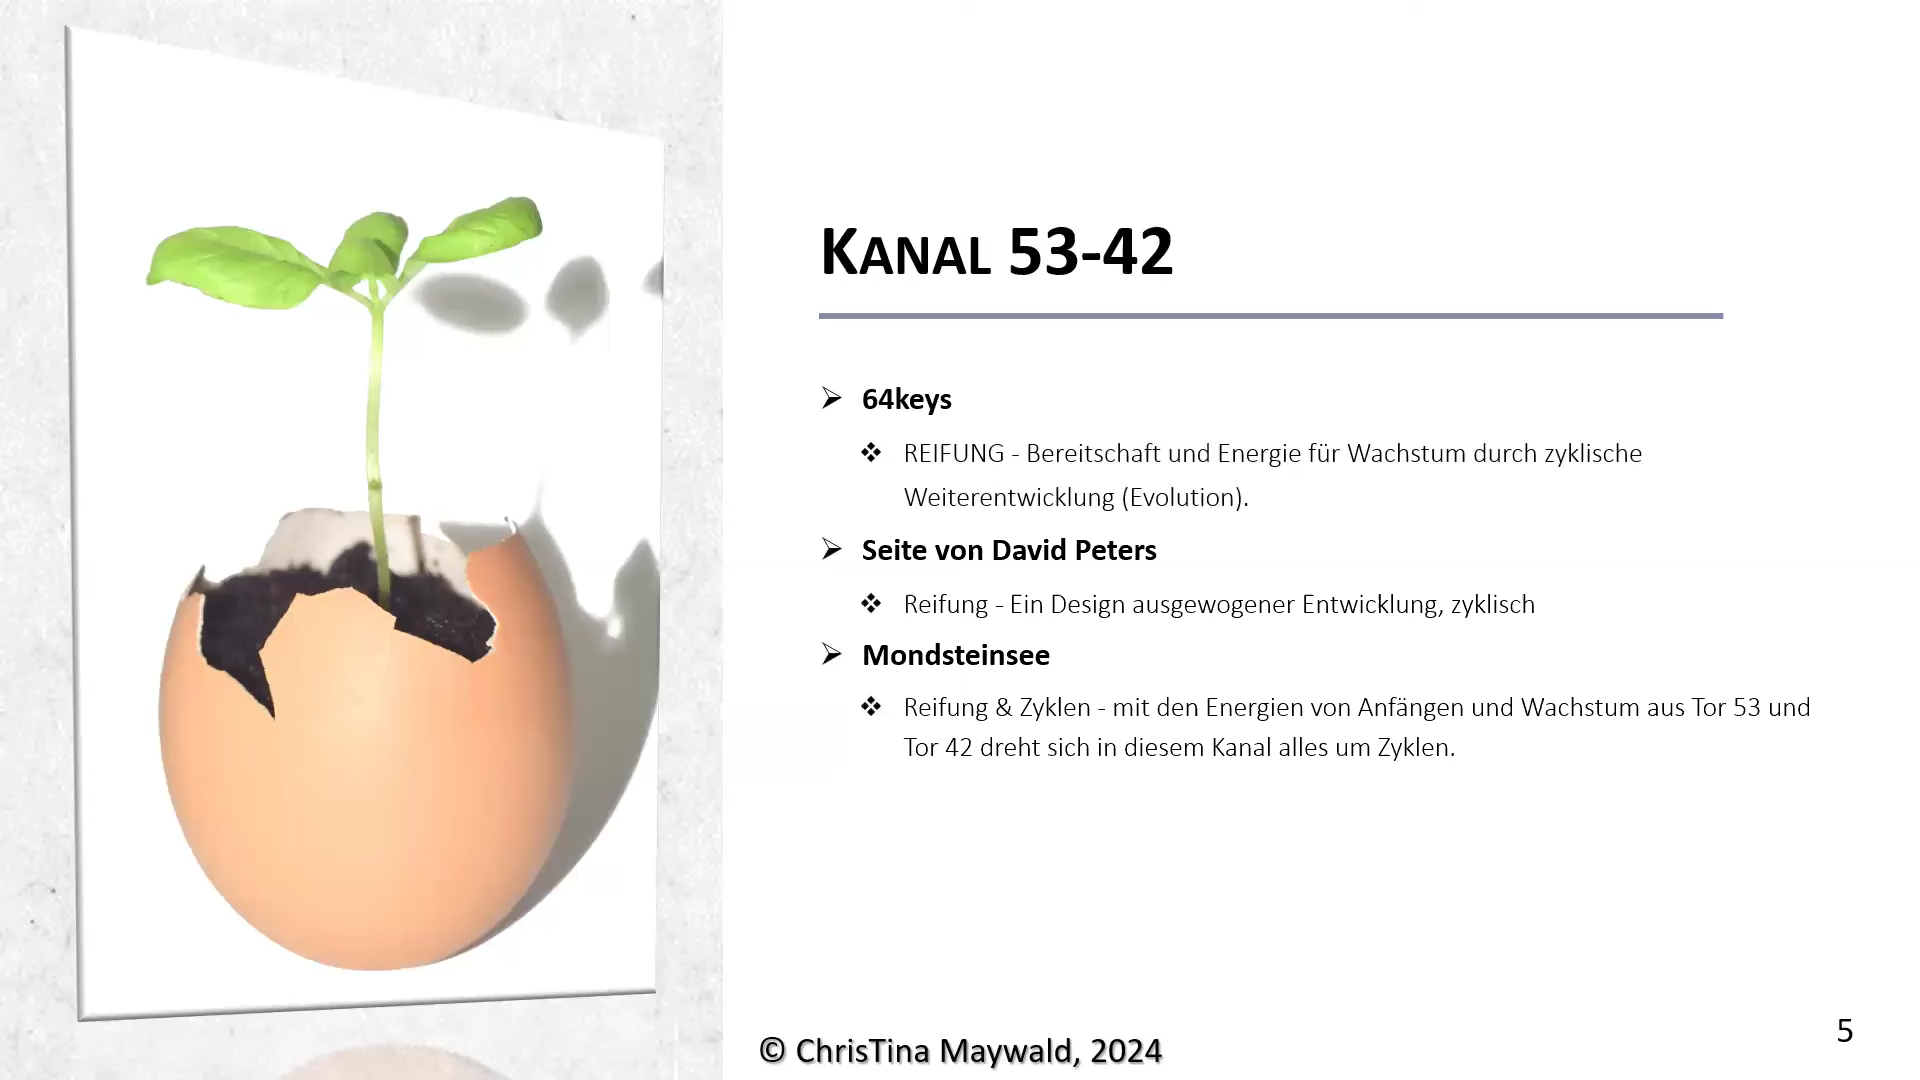 KANAL 53-42
64keys
REIFUNG - Bereitschaft und Energie für Wachstum durch zyklische
Weiterentwicklung (Evolution).
Seite von David Peters
Reifung - Ein Design ausgewogener Entwicklung, zyklisch
Mondsteinsee
Reifung & Zyklen - mit den Energien von Anfängen und Wachstum aus Tor 53 und
Tor 42 dreht sich in diesem Kanal alles um Zyklen.
© ChrisTina Maywald, 2024
5